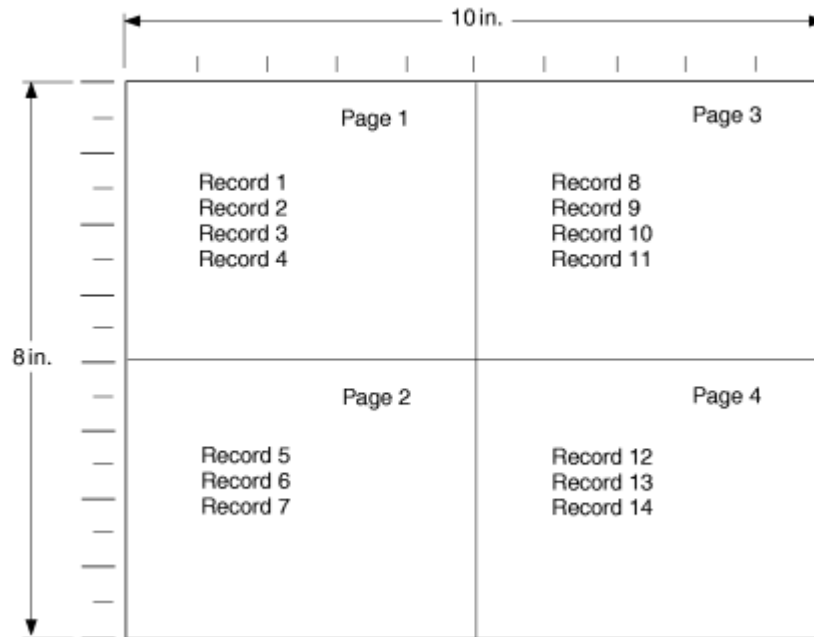 10 in.
Page 1
Record 1
Record 2
Record 3
Record 4
Page 3
Record 8
Record 9
Record 10
Record 11
8 in.
Page 2
Record 5
Record 6
Record 7
Page 4
Record 12
Record 13
Record 14